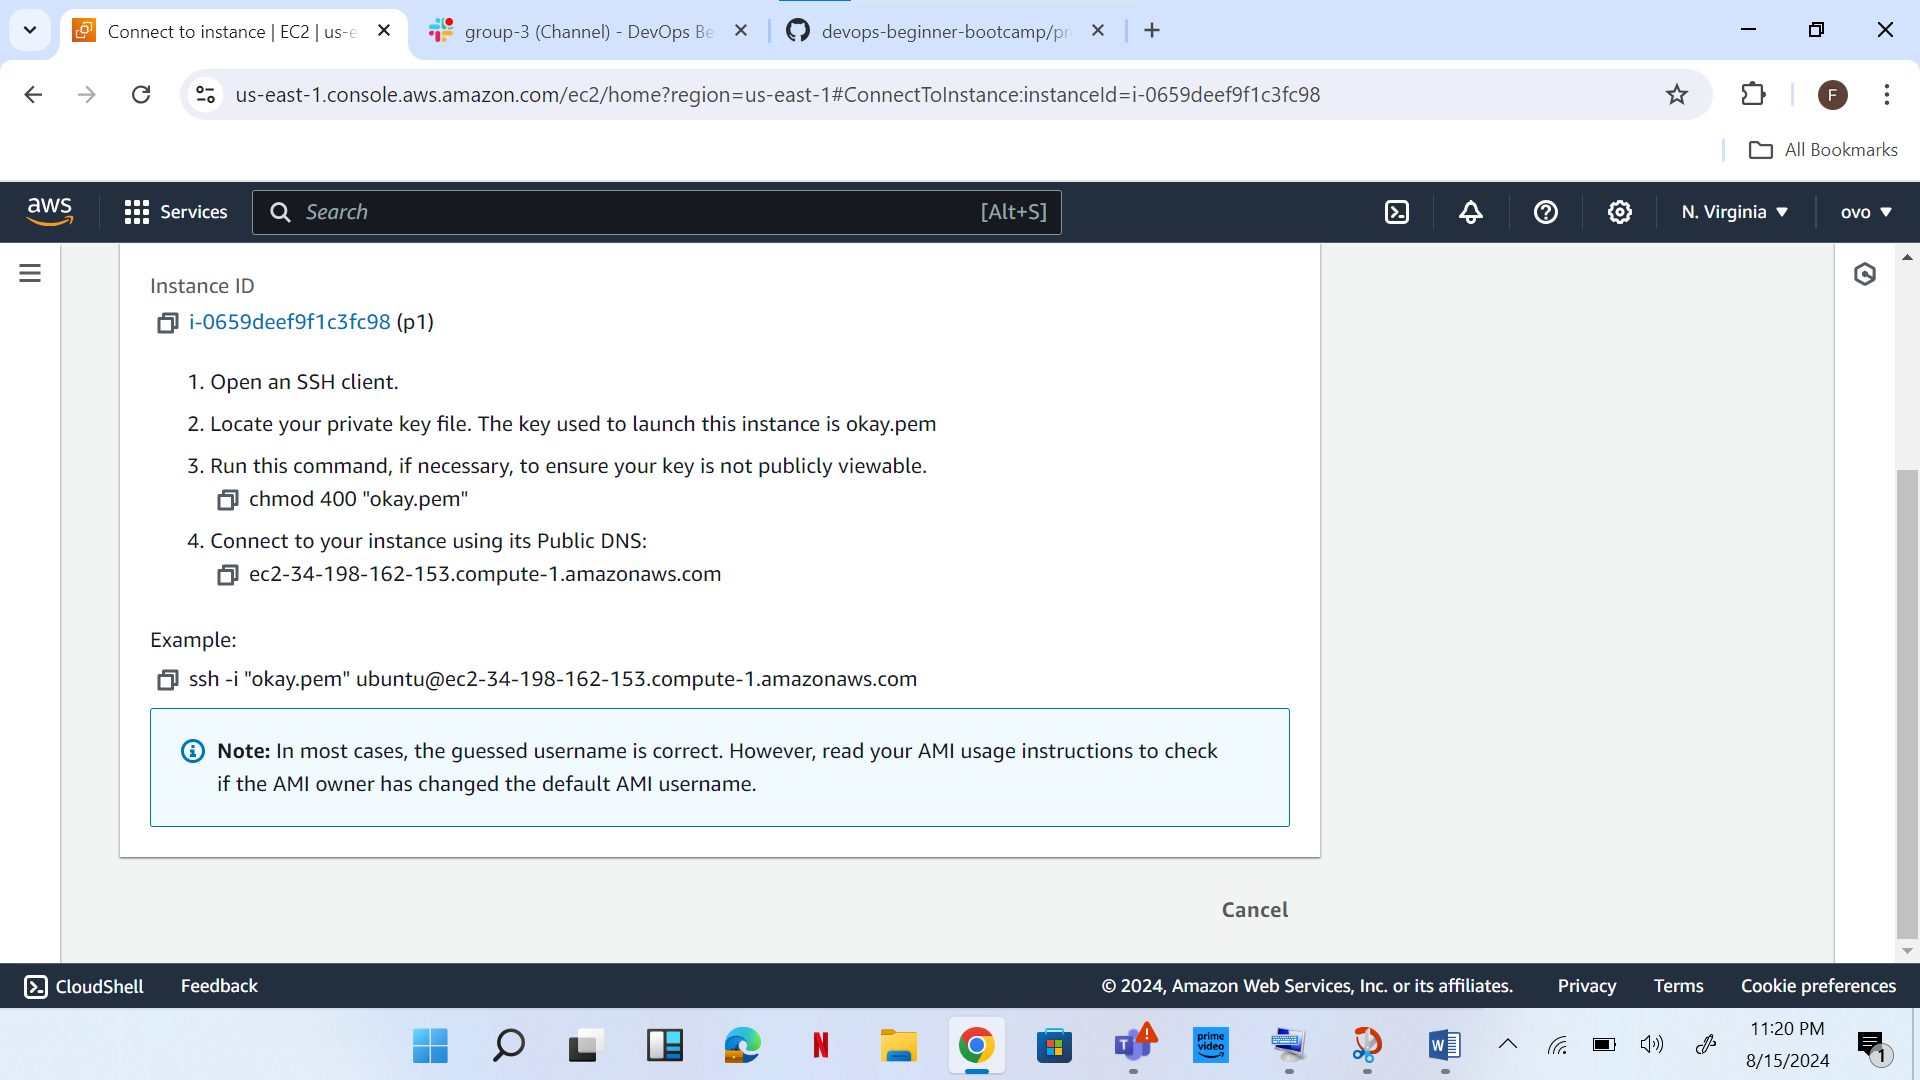 Connect to instance | EC2 | us-e
group-3 (Channel) - DevOps Be
devops-beginner-bootcamp/pr
us-east-1.console.aws.amazon.com/ec2/home?region=us-east-1#ConnectToInstance:instanceId=i-0659deef9f1c3fc98
F
All Bookmarks
aws
Services
Search
[Alt+S]
N. Virginia
ovo
Instance ID
i-0659deef9f1c3fc98 (p1)
1. Open an SSH client.
2. Locate your private key file. The key used to launch this instance is okay.pem
3. Run this command, if necessary, to ensure your key is not publicly viewable.
chmod 400 "okay.pem"
4. Connect to your instance using its Public DNS:
ec2-34-198-162-153.compute-1.amazonaws.com
Example:
ssh -i "okay.pem" ubuntu@ec2-34-198-162-153.compute-1.amazonaws.com
Note: In most cases, the guessed username is correct. However, read your AMI usage instructions to check
if the AMI owner has changed the default AMI username.
Cancel
CloudShell
Feedback
© 2024, Amazon Web Services, Inc. or its affiliates.
Privacy
Terms
Cookie preferences
N
T
prime
video
W
11:20 PM
8/15/2024
1